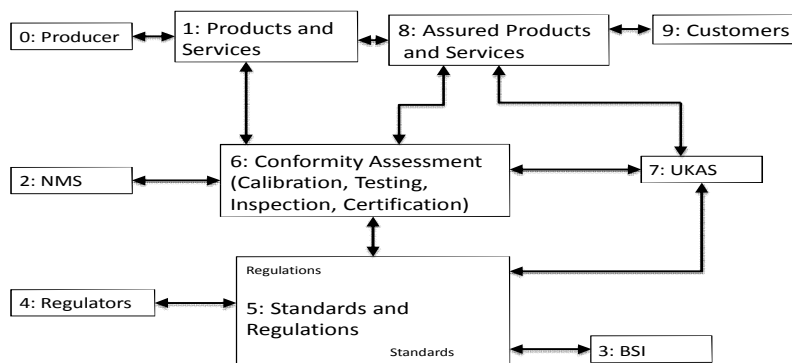 0: Producer
1: Products and
Services
8: Assured Products
and Services
9: Customers
2: NMS
6: Conformity Assessment
(Calibration, Testing,
Inspection, Certification)
7: UKAS
4: Regulators
Regulations
5: Standards and
Regulations
Standards
3: BSI